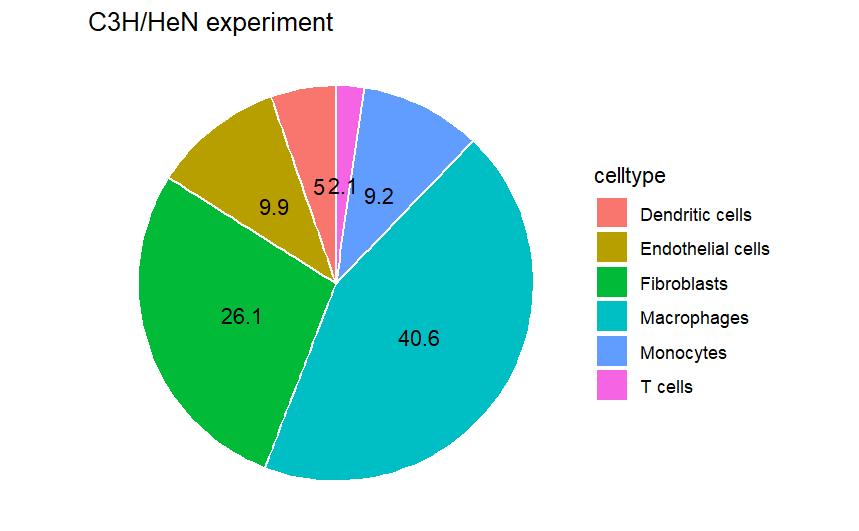 C3H/HeN experiment
5
2.1
9.2
9.9
26.1
40.6
celltype
Dendritic cells
Endothelial cells
Fibroblasts
Macrophages
Monocytes
T cells